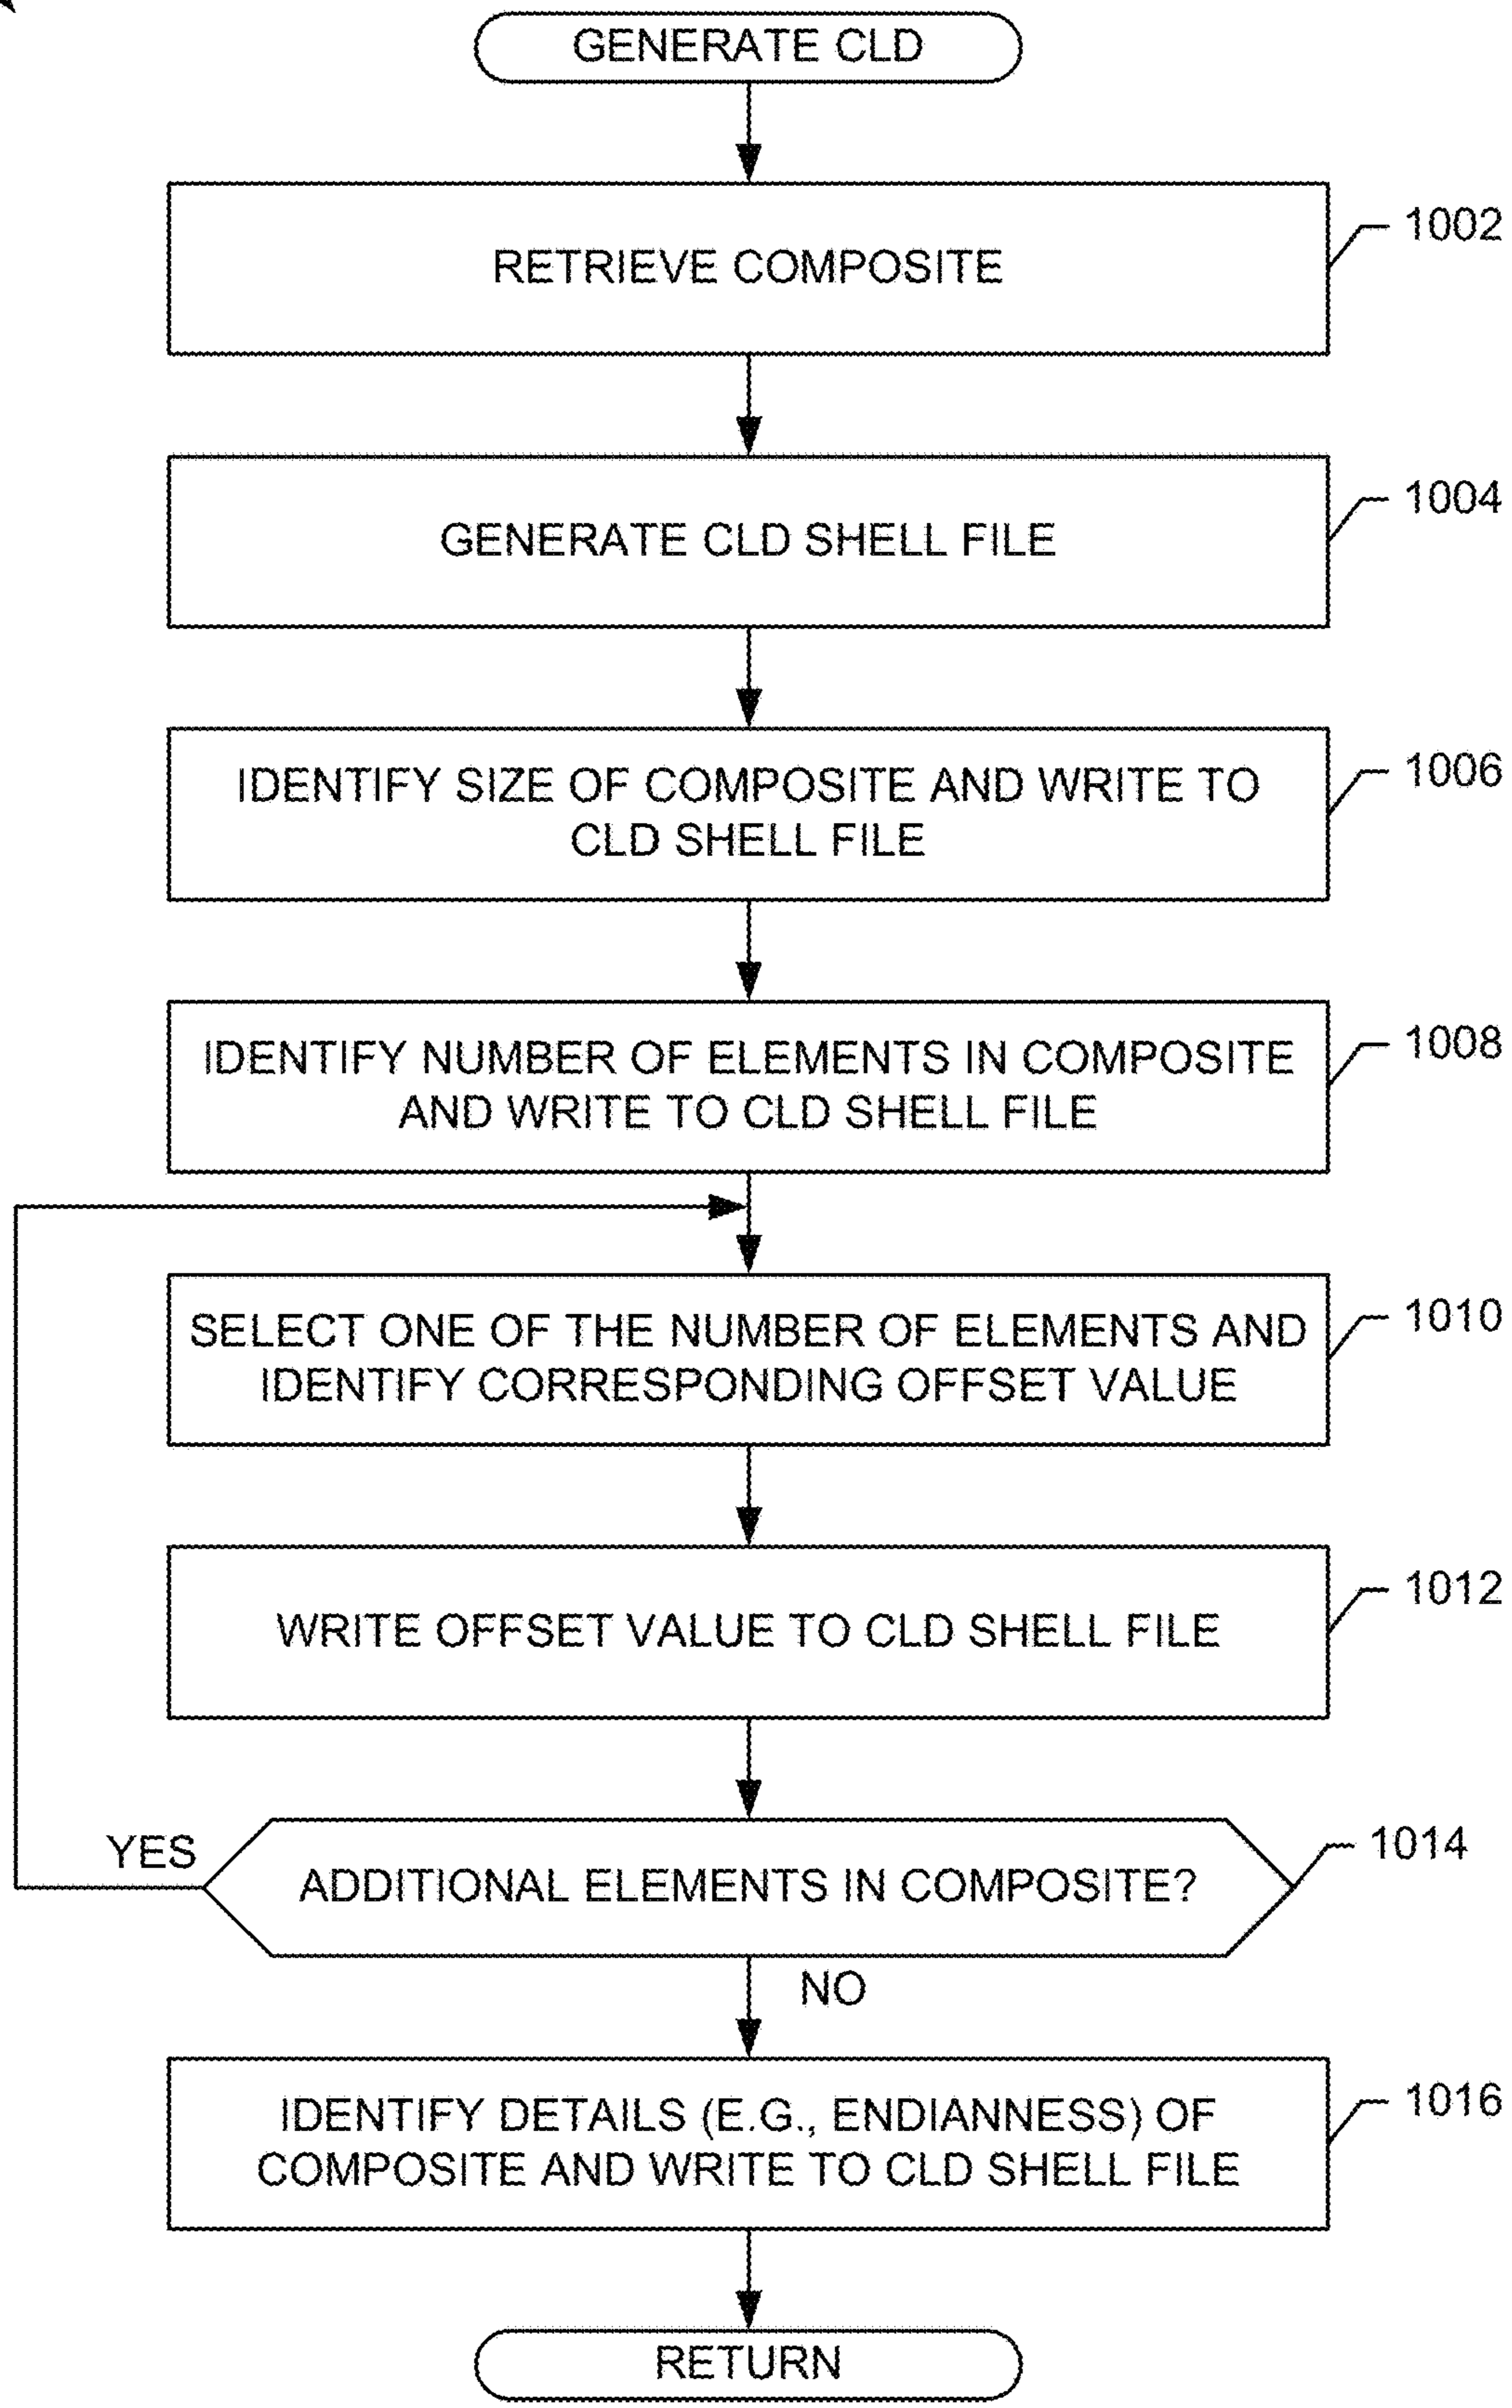 GENERATE CLD
RETRIEVE COMPOSITE
1002
GENERATE CLD SHELL FILE
1004
IDENTIFY SIZE OF COMPOSITE AND WRITE TO
CLD SHELL FILE
1006
IDENTIFY NUMBER OF ELEMENTS IN COMPOSITE
AND WRITE TO CLD SHELL FILE
1008
SELECT ONE OF THE NUMBER OF ELEMENTS AND
IDENTIFY CORRESPONDING OFFSET VALUE
1010
WRITE OFFSET VALUE TO CLD SHELL FILE
1012
YES
ADDITIONAL ELEMENTS IN COMPOSITE?
1014
NO
IDENTIFY DETAILS (E.G., ENDIANNESS) OF
COMPOSITE AND WRITE TO CLD SHELL FILE
1016
RETURN